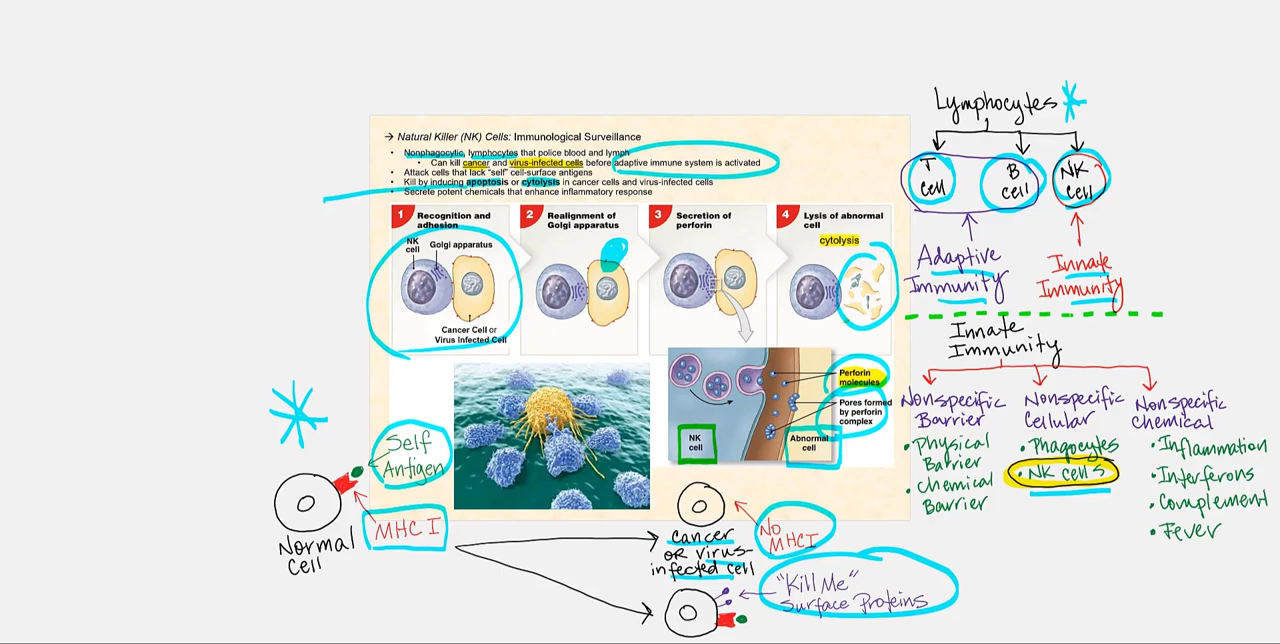 Lymphocytes
T
cell
B
cell
NK
cell
Adaptive
Immunity
Innate
Immunity
→ Natural Killer (NK) Cells: Immunological Surveillance
• Nonphagocytic, lymphocytes that police blood and lymph
• Can kill cancer and virus-infected cells before adaptive immune system is activated
• Attack cells that lack "self" cell-surface antigens
• Kill by inducing apoptosis or cytolysis in cancer cells and virus-infected cells
• Secrete potent chemicals that enhance inflammatory response
1 Recognition and
adhesion
NK
cell
Golgi apparatus
Cancer Cell or
Virus Infected Cell
2 Realignment of
Golgi apparatus
3 Secretion of
perforin
4 Lysis of abnormal
cell
cytolysis
Perforin
molecules
Pores formed
by perforin
complex
NK
cell
Abnormal
cell
Innate
Immunity
Nonspecific
Barrier
• Physical
Barrier
• Chemical
Barrier
Nonspecific
Cellular
• Phagocytes
• NK cells
Nonspecific
Chemical
• Inflammation
• Interferons
• Complement
• Fever
Self
Antigen
MHC I
Normal
Cell
No
MHCI
Cancer
OR Virus-
infected cell
"Kill Me"
Surface Proteins